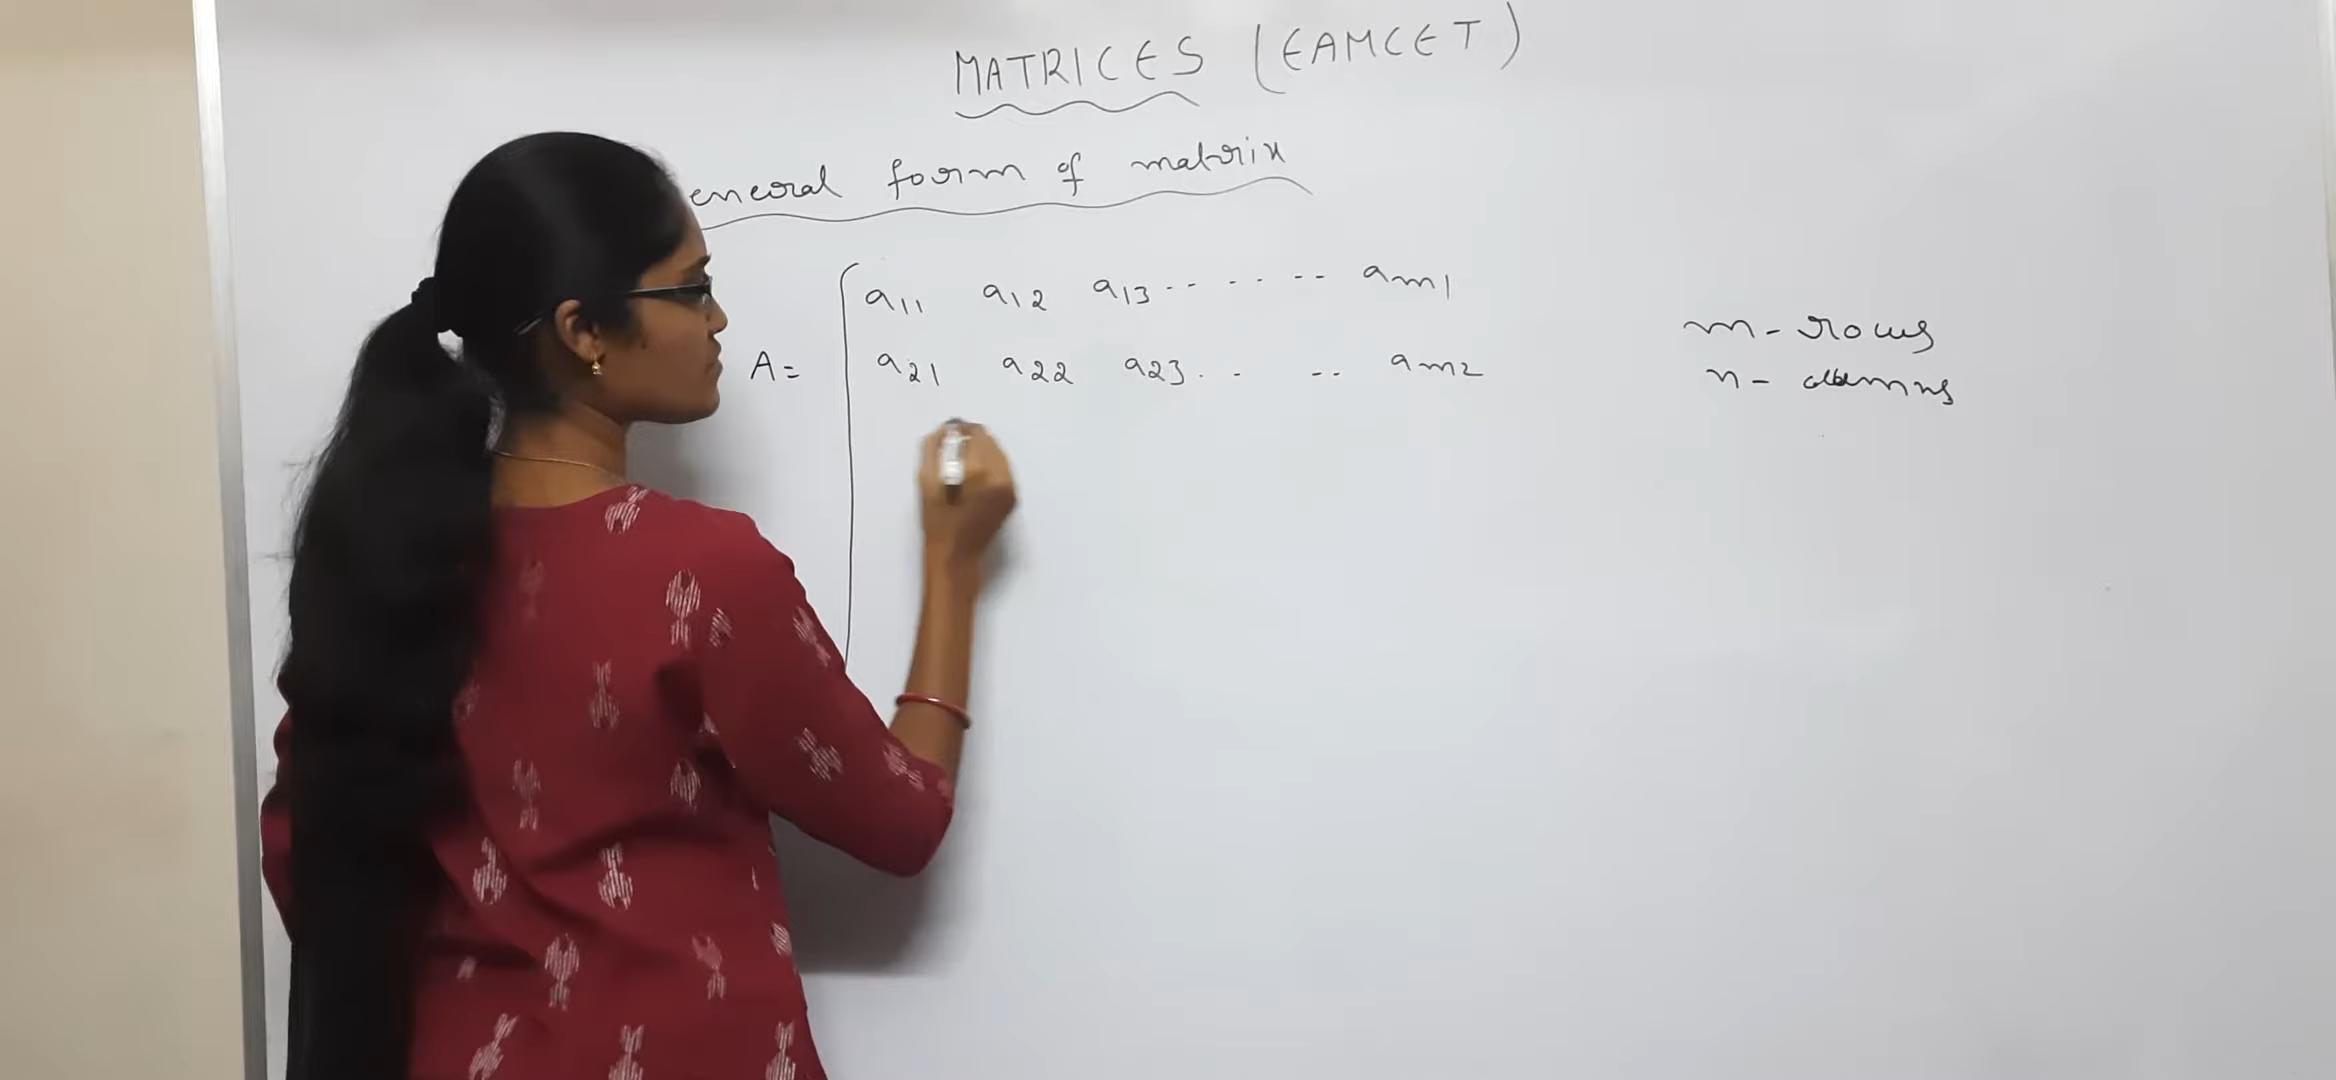 MATRICES (EAMCET)
eneral form of matrix
a11 a12 a13 -- -- -- am1
A= a21 a22 a23 . . .. am2
m - rows
n - columns